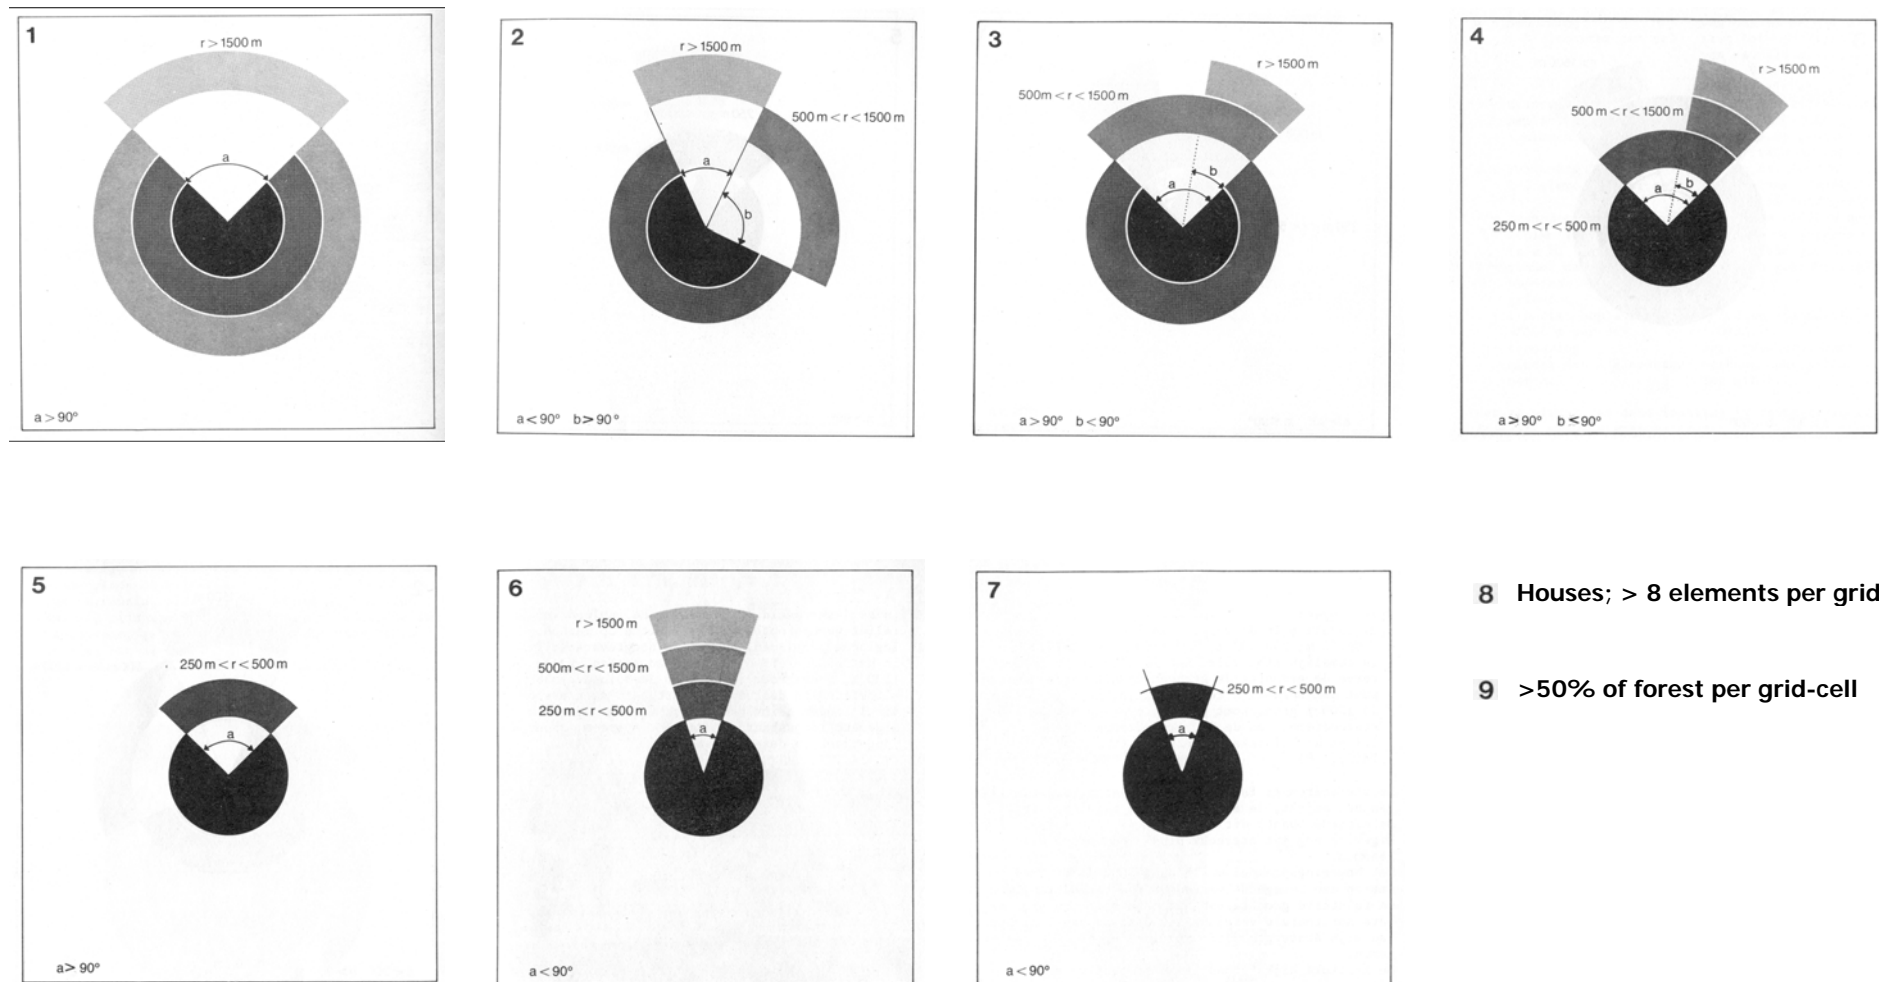 1
r > 1500 m
a
a > 90°
2
r > 1500 m
500 m < r < 1500 m
a
b
a < 90° b > 90°
3
r > 1500 m
500m < r < 1500 m
a
b
a > 90° b < 90°
4
r > 1500 m
500 m < r < 1500 m
a
b
250 m < r < 500 m
a ≥ 90° b ≤ 90°
5
250 m < r < 500 m
a
a > 90°
6
r > 1500 m
500m < r < 1500 m
250 m < r < 500 m
a
a < 90°
7
250 m < r < 500 m
a
a < 90°
8 Houses; > 8 elements per grid
9 >50% of forest per grid-cell